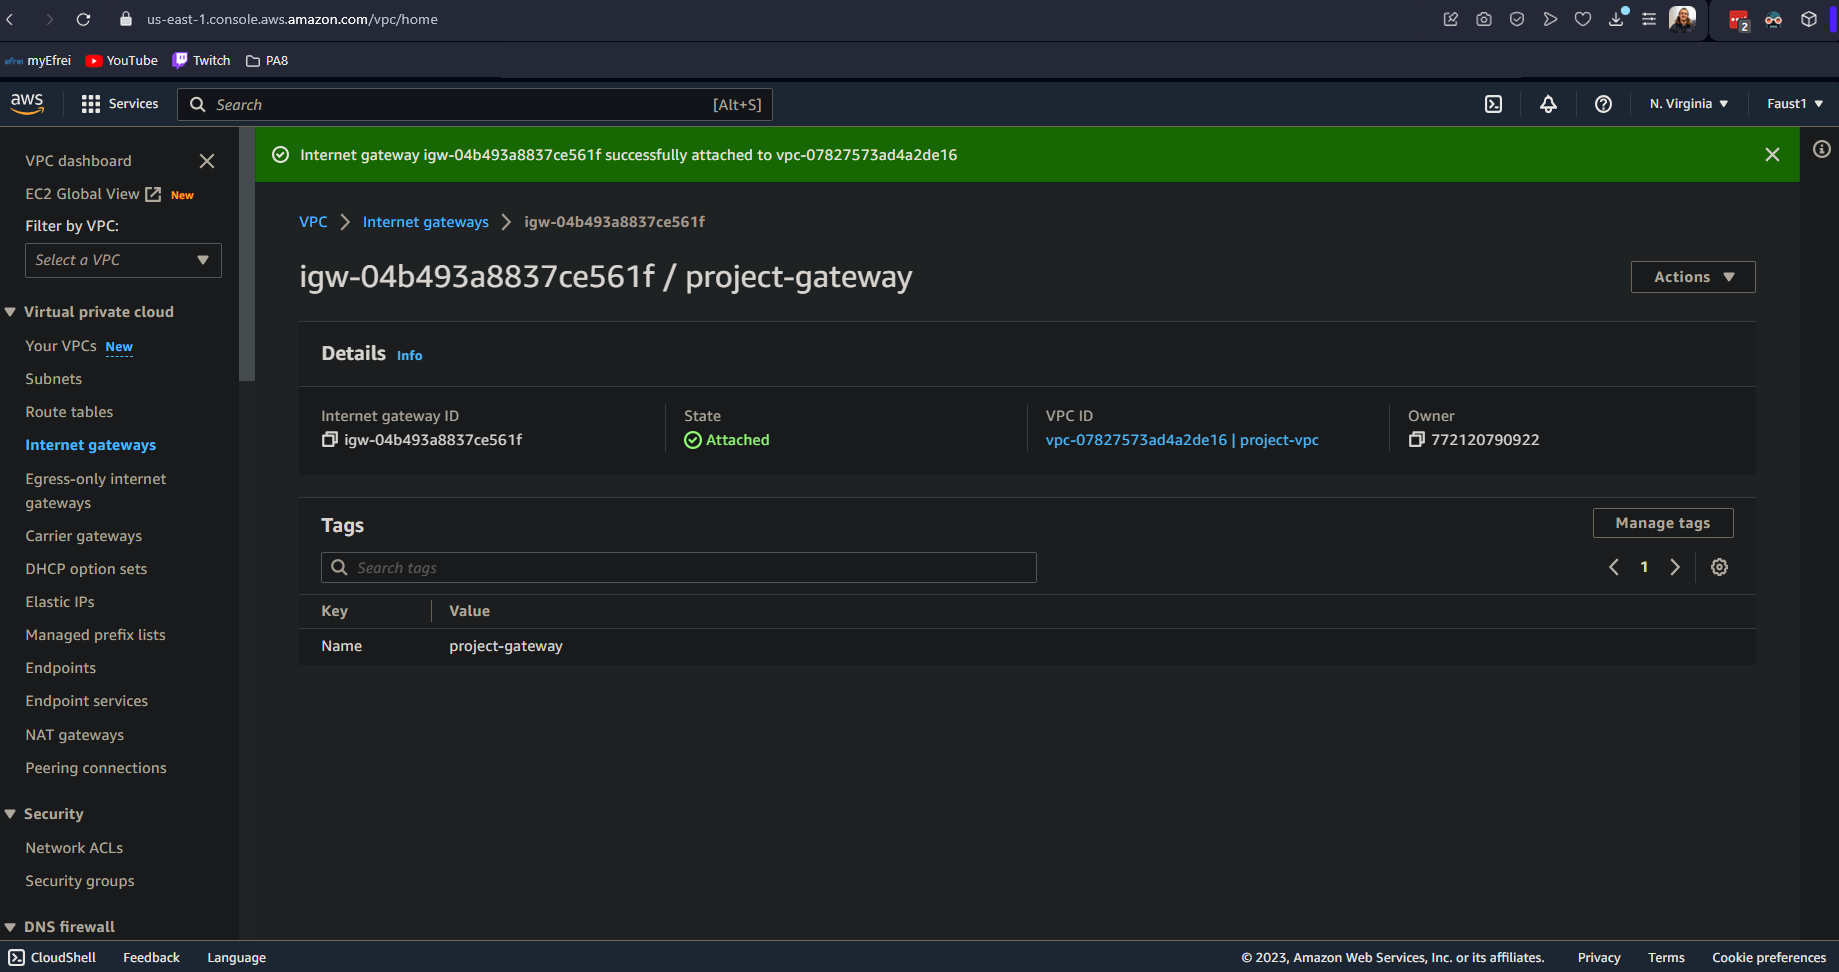 us-east-1.console.aws.amazon.com/vpc/home
2
efrei myEfrei YouTube Twitch PA8
aws Services Search [Alt+S] N. Virginia Faust1
VPC dashboard
EC2 Global View New
Filter by VPC:
Select a VPC
Virtual private cloud
Your VPCs New
Subnets
Route tables
Internet gateways
Egress-only internet
gateways
Carrier gateways
DHCP option sets
Elastic IPs
Managed prefix lists
Endpoints
Endpoint services
NAT gateways
Peering connections
Security
Network ACLs
Security groups
DNS firewall
Internet gateway igw-04b493a8837ce561f successfully attached to vpc-07827573ad4a2de16
VPC Internet gateways igw-04b493a8837ce561f
igw-04b493a8837ce561f / project-gateway
Actions
Details Info
Internet gateway ID
igw-04b493a8837ce561f
State
Attached
VPC ID
vpc-07827573ad4a2de16 | project-vpc
Owner
772120790922
Tags
Manage tags
Search tags
1
Key Value
Name project-gateway
CloudShell Feedback Language © 2023, Amazon Web Services, Inc. or its affiliates. Privacy Terms Cookie preferences